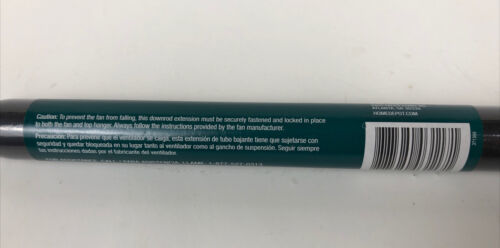 Caution: To prevent the fan from falling, this downrod extension must be securely fastened and locked in place
to both the fan and top hanger. Always follow the instructions provided by the fan manufacturer.
Precaución: Para prevenir que el ventilador se caiga, esta extensión de tubo bajante tiene que sujetarse con
seguridad y quedar bloqueada en su lugar tanto al ventilador como al gancho de suspensión. Seguir siempre
las instrucciones dadas por el fabricante del ventilador.
HOMEDEPOT.COM